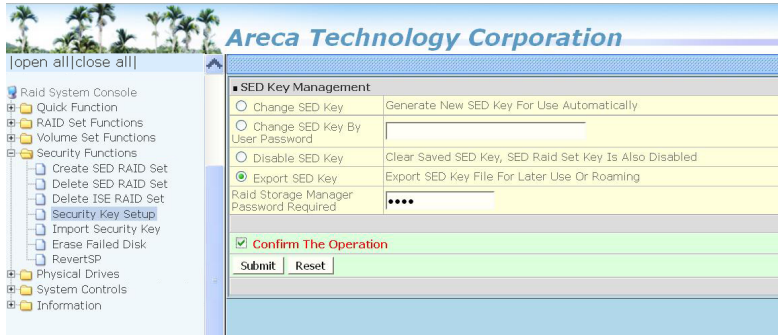 Areca Technology Corporation
|open all|close all|
Raid System Console
Quick Function
RAID Set Functions
Volume Set Functions
Security Functions
Create SED RAID Set
Delete SED RAID Set
Delete ISE RAID Set
Security Key Setup
Import Security Key
Erase Failed Disk
RevertSP
Physical Drives
System Controls
Information
SED Key Management
Change SED Key
Generate New SED Key For Use Automatically
Change SED Key By
User Password
Disable SED Key
Clear Saved SED Key, SED Raid Set Key Is Also Disabled
Export SED Key
Export SED Key File For Later Use Or Roaming
Raid Storage Manager
Password Required
••••
Confirm The Operation
Submit Reset